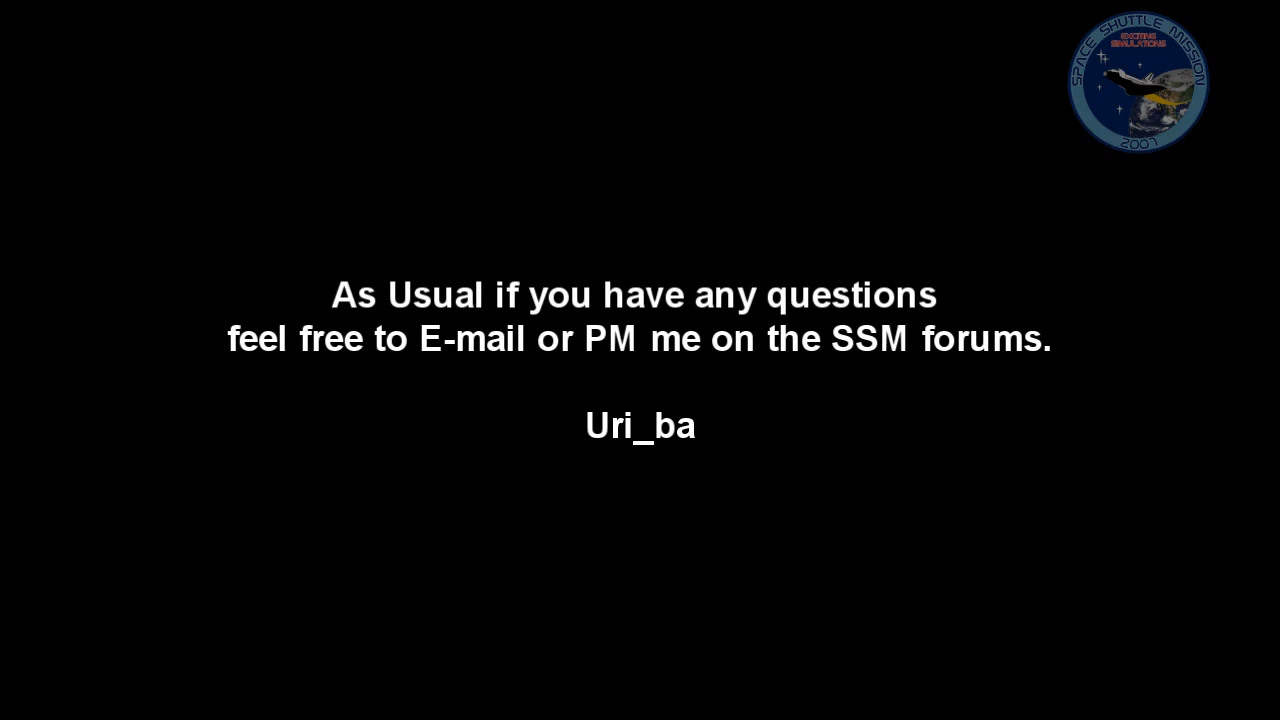 SPACE SHUTTLE MISSION
EXCITING
SIMULATIONS
2007
As Usual if you have any questions
feel free to E-mail or PM me on the SSM forums.
Uri_ba